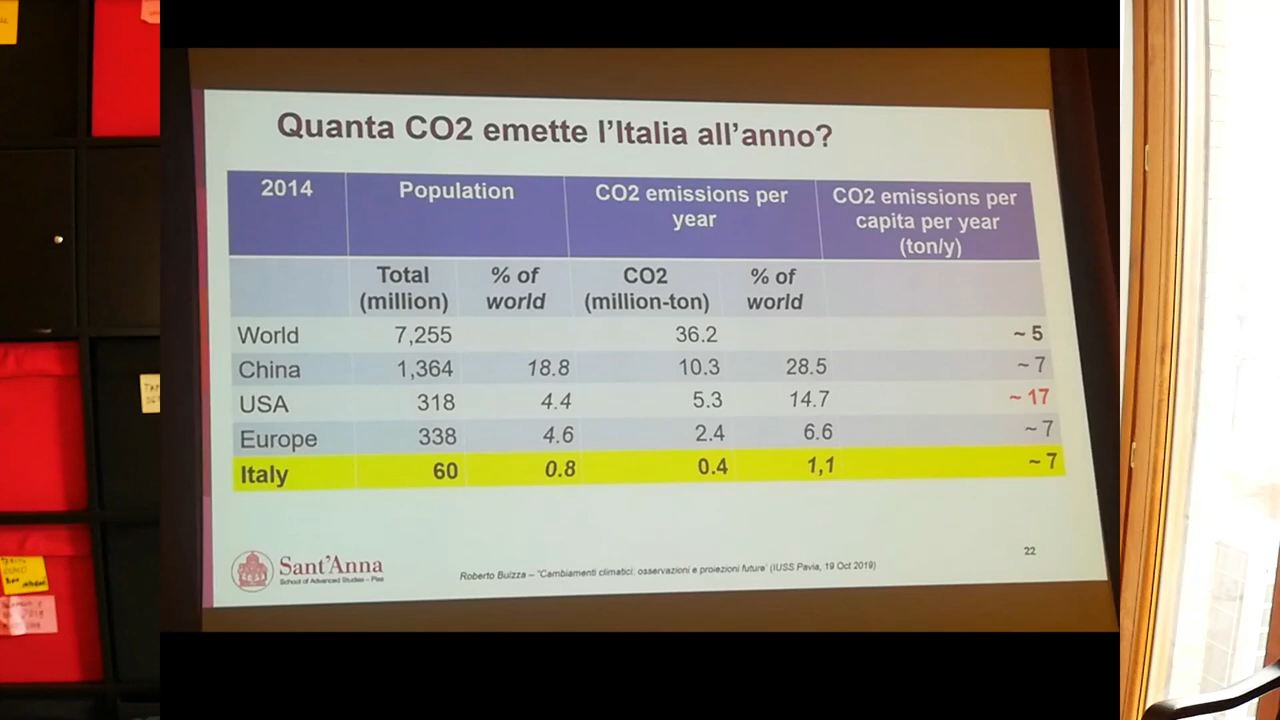 Quanta CO2 emette l'Italia all'anno?
2014 Population CO2 emissions per year CO2 emissions per capita per year (ton/y)
Total (million) % of world CO2 (million-ton) % of world
World 7,255 36.2 ~ 5
China 1,364 18.8 10.3 28.5 ~ 7
USA 318 4.4 5.3 14.7 ~ 17
Europe 338 4.6 2.4 6.6 ~ 7
Italy 60 0.8 0.4 1,1 ~ 7
22
Sant'Anna
School of Advanced Studies – Pisa
Roberto Buizza – "Cambiamenti climatici: osservazioni e proiezioni future' (IUSS Pavia, 19 Oct 2019)